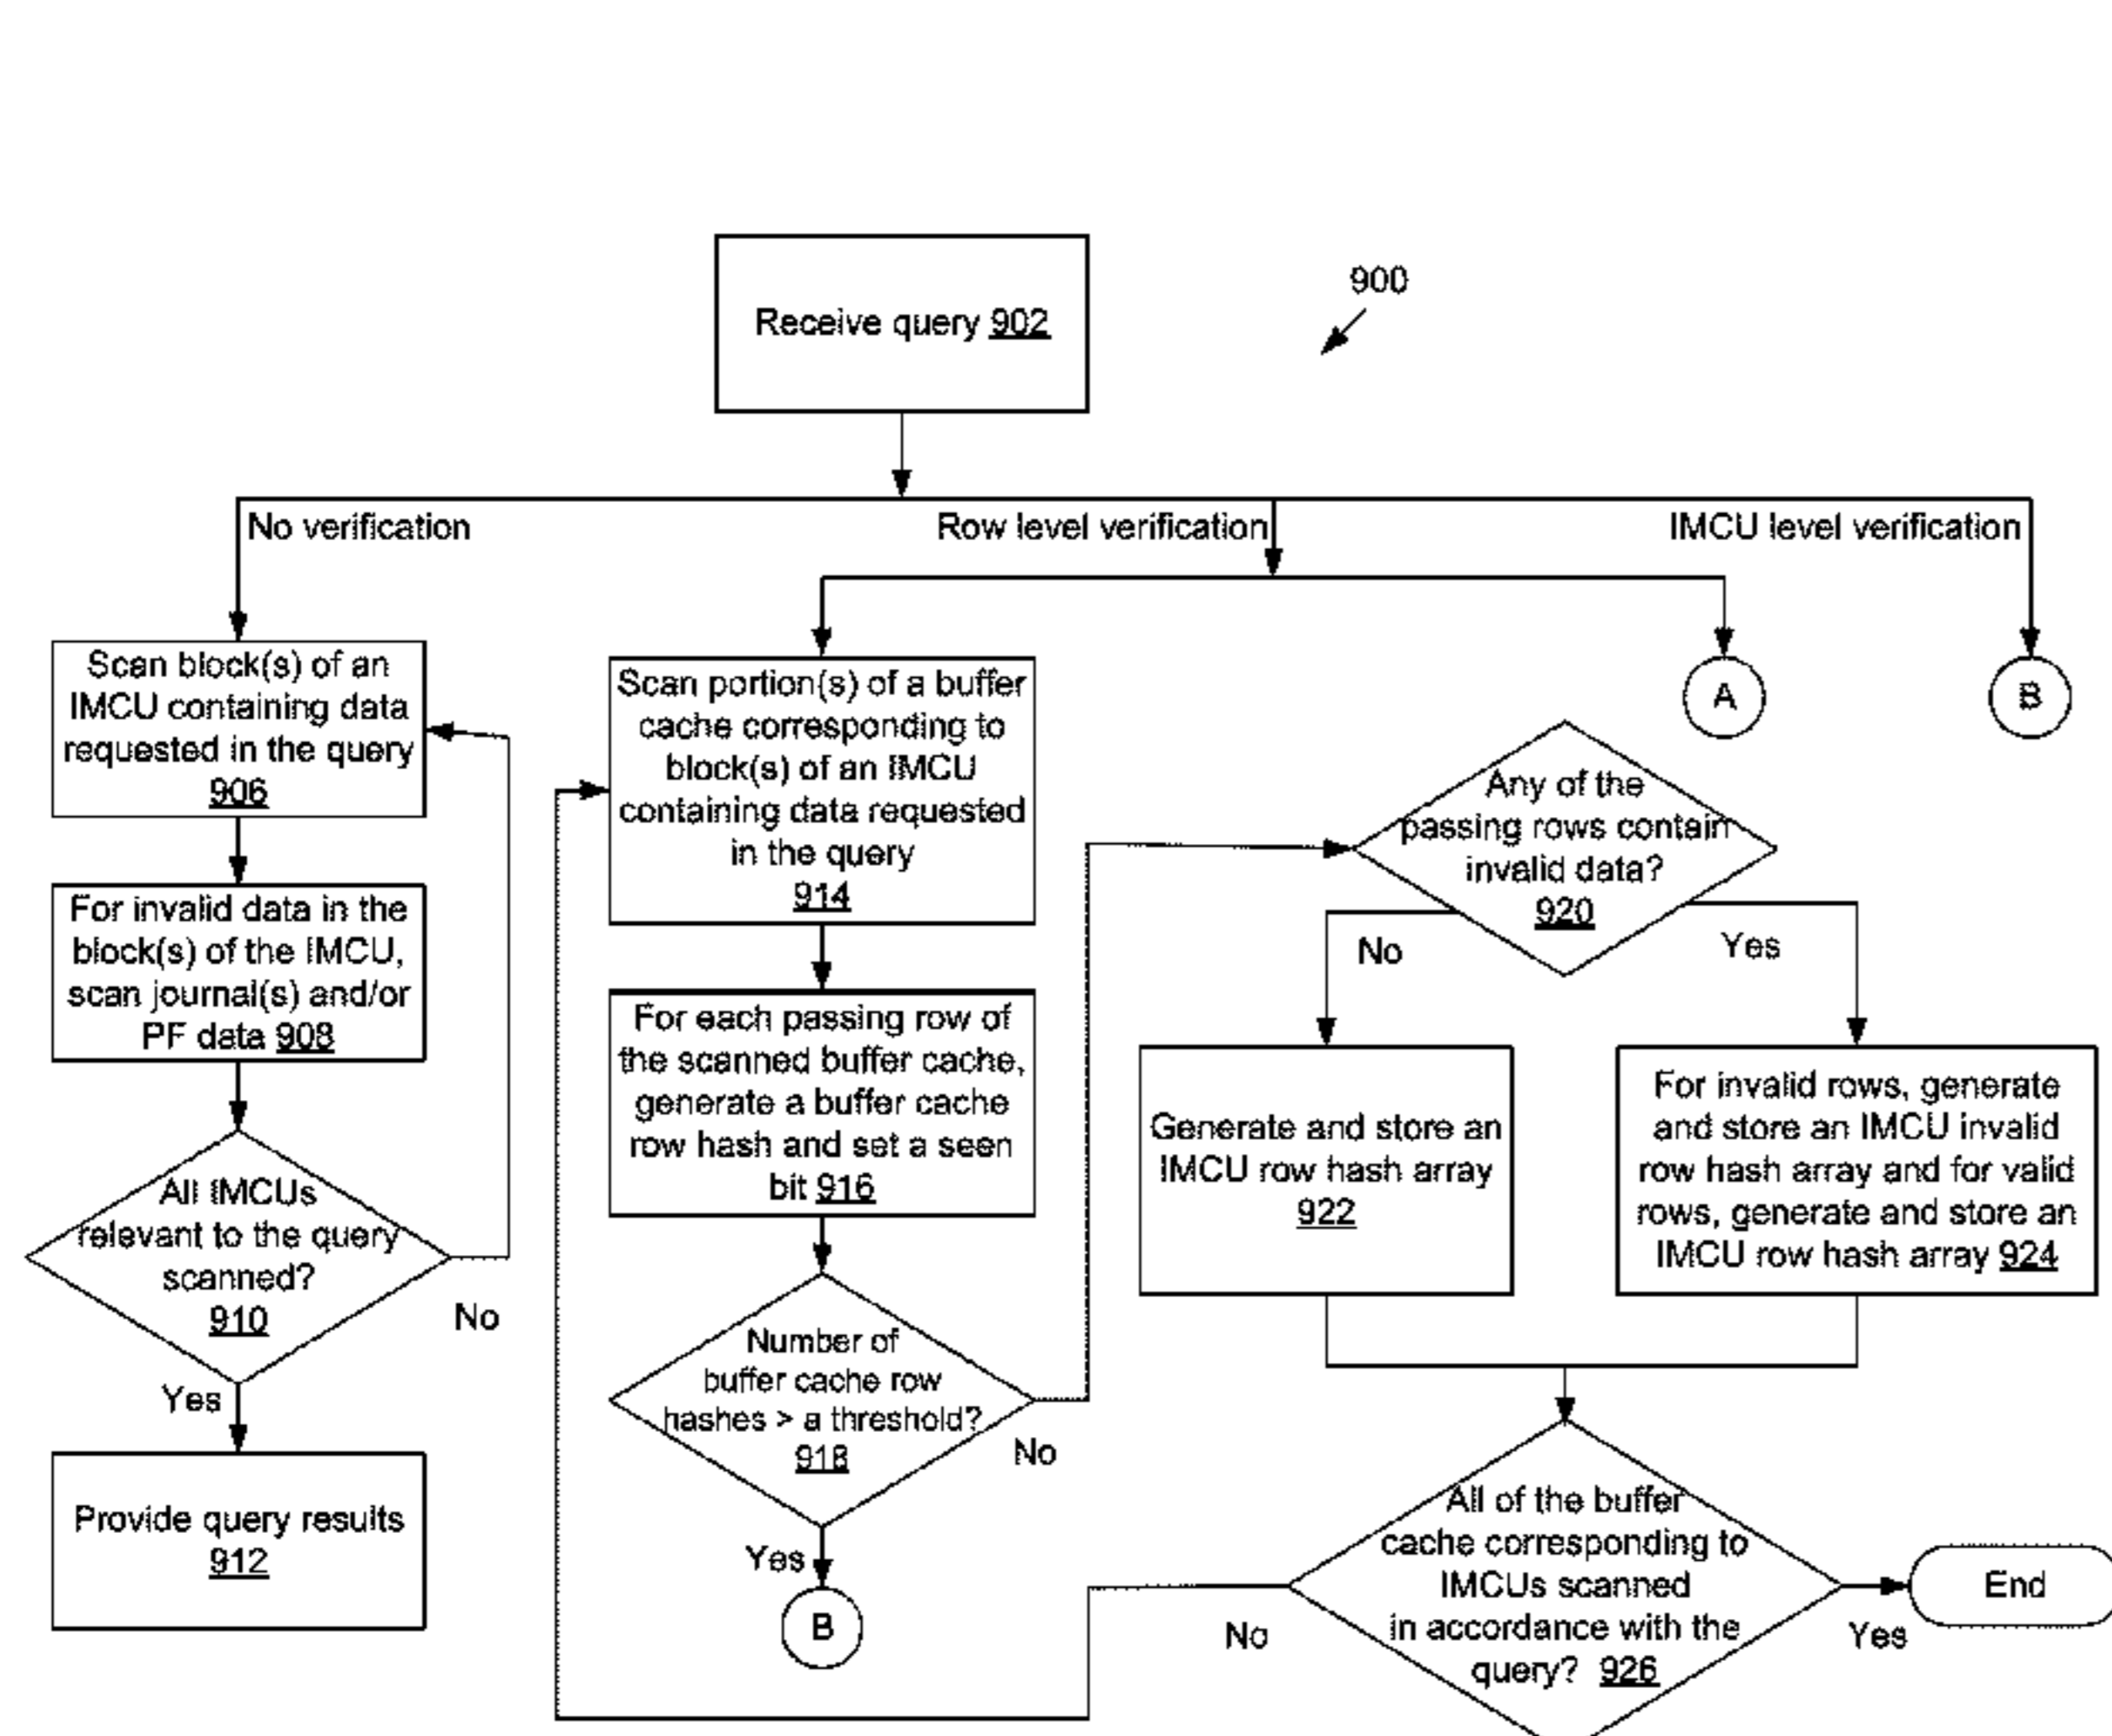 Receive query 902
900
No verification
Row level verification
IMCU level verification
Scan block(s) of an
IMCU containing data
requested in the query
906
For invalid data in the
block(s) of the IMCU,
scan journal(s) and/or
PF data 908
All IMCUs
relevant to the query
scanned?
910
No
Yes
Provide query results
912
Scan portion(s) of a buffer
cache corresponding to
block(s) of an IMCU
containing data requested
in the query
914
For each passing row of
the scanned buffer cache,
generate a buffer cache
row hash and set a seen
bit 916
Number of
buffer cache row
hashes > a threshold?
918
No
Yes
B
A
B
Any of the
passing rows contain
invalid data?
920
No
Yes
Generate and store an
IMCU row hash array
922
For invalid rows, generate
and store an IMCU invalid
row hash array and for valid
rows, generate and store an
IMCU row hash array 924
All of the buffer
cache corresponding to
IMCUs scanned
in accordance with the
query? 926
No
Yes
End